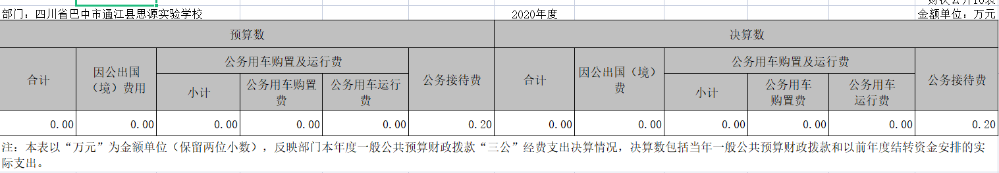 财决公开10表
部门：四川省巴中市通江县思源实验学校 2020年度 金额单位：万元
预算数 决算数
合计 因公出国（境）费用 公务用车购置及运行费 公务接待费 合计 因公出国（境）费 公务用车购置及运行费 公务接待费
小计 公务用车购置费 公务用车运行费 小计 公务用车购置费 公务用车运行费
0.00 0.00 0.00 0.00 0.00 0.20 0.00 0.00 0.00 0.00 0.00 0.20
注：本表以“万元”为金额单位（保留两位小数），反映部门本年度一般公共预算财政拨款“三公”经费支出决算情况，决算数包括当年一般公共预算财政拨款和以前年度结转资金安排的实
际支出。